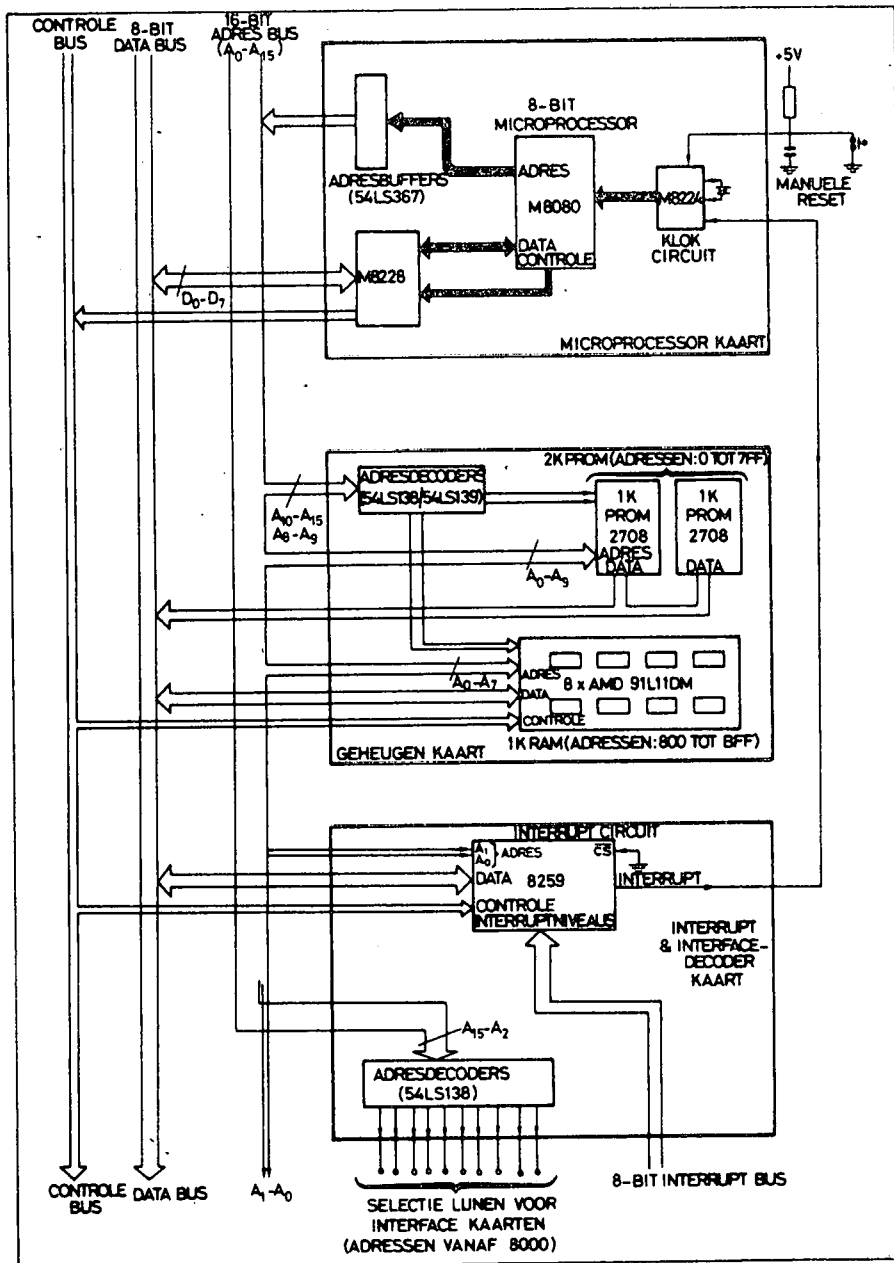 CONTROLE
BUS
8-BIT
DATA BUS
16-BIT
ADRES BUS
(A0-A15)
+5V
8-BIT
MICROPROCESSOR
ADRES
M8080
DATA
CONTROLE
ADRESBUFFERS
(54LS367)
M8224
KLOK
CIRCUIT
MANUELE
RESET
M8228
D0-D7
MICROPROCESSOR KAART
2K PROM (ADRESSEN: 0 TOT 7FF)
ADRESDECODERS
(54LS138/54LS139)
A10-A15
A8-A9
1K
PROM
2708
ADRES
DATA
1K
PROM
2708
DATA
A0-A9
A0-A7
ADRES
DATA
CONTROLE
8 x AMD 91L11DM
1K RAM (ADRESSEN: 800 TOT BFF)
GEHEUGEN KAART
INTERRUPT CIRCUIT
A1
A0
ADRES
CS
DATA
8259
INTERRUPT
CONTROLE
INTERRUPTNIVEAUS
INTERRUPT
& INTERFACE-
DECODER
KAART
A15-A2
ADRESDECODERS
(54LS138)
CONTROLE
BUS
DATA BUS
A1-A0
8-BIT INTERRUPT BUS
SELECTIE LIJNEN VOOR
INTERFACE KAARTEN
(ADRESSEN VANAF 8000)